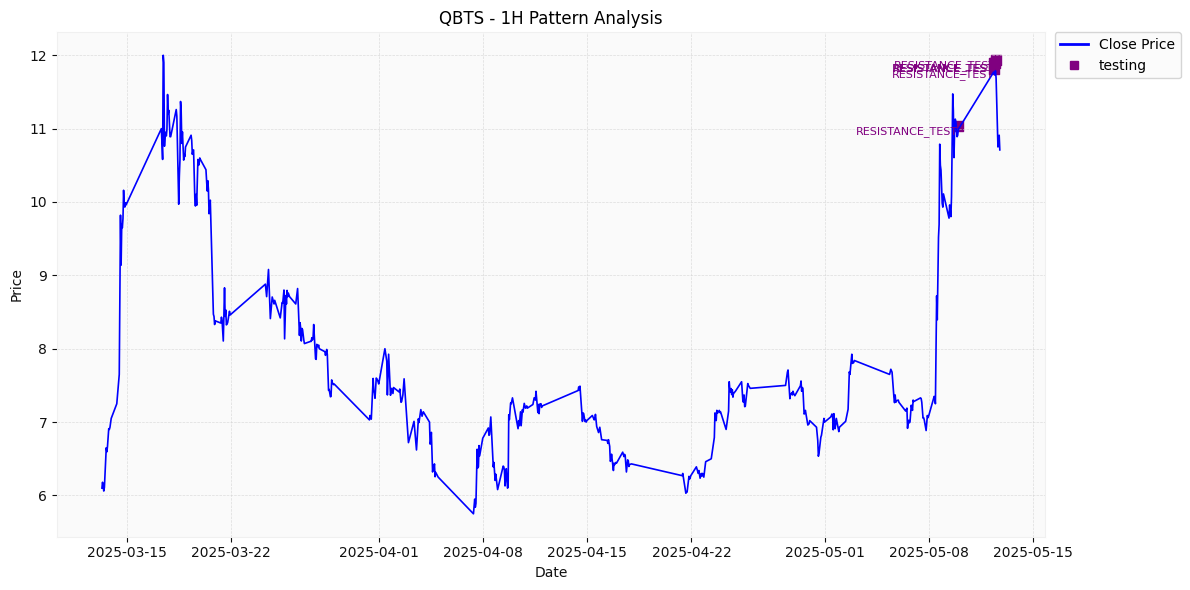 QBTS - 1H Pattern Analysis
Close Price
testing
RESISTANCE_TEST
RESISTANCE_TEST
RESISTANCE_TEST
RESISTANCE_TEST
Price
12
11
10
9
8
7
6
2025-03-15
2025-03-22
2025-04-01
2025-04-08
2025-04-15
2025-04-22
2025-05-01
2025-05-08
2025-05-15
Date